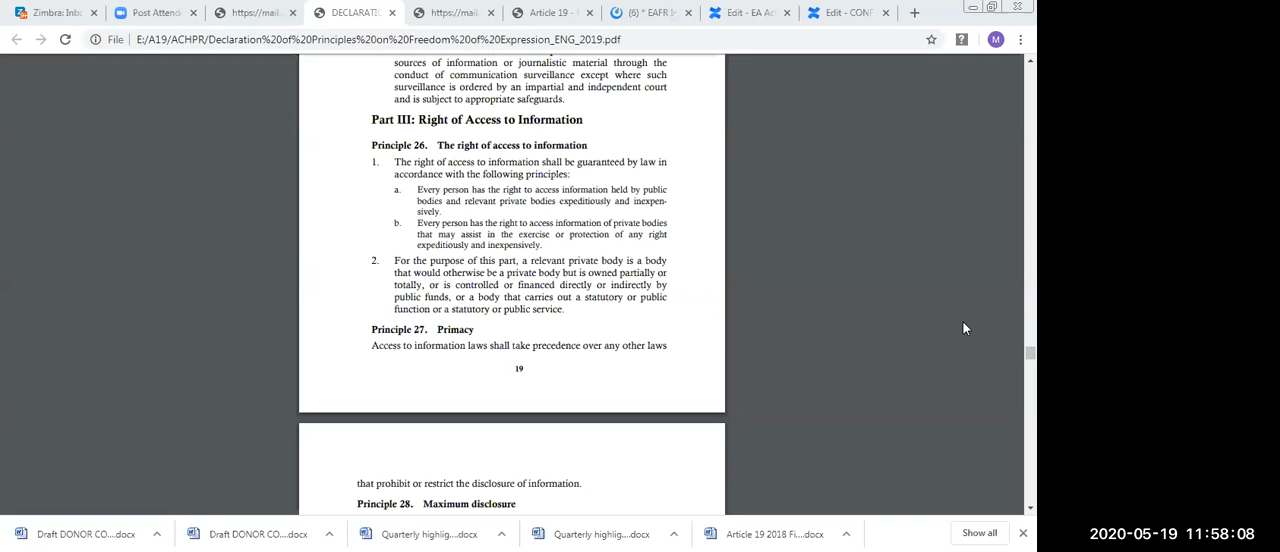 Zimbra: Inbo
Post Attend
https://mail.
DECLARATIO
https://mail.
Article 19 -
(6) * EAFR In
Edit - EA Act
Edit - CONF
File | E:/A19/ACHPR/Declaration%20of%20Principles%20on%20Freedom%20of%20Expression_ENG_2019.pdf
M
sources of information or journalistic material through the
conduct of communication surveillance except where such
surveillance is ordered by an impartial and independent court
and is subject to appropriate safeguards.
Part III: Right of Access to Information
Principle 26. The right of access to information
1. The right of access to information shall be guaranteed by law in
accordance with the following principles:
a. Every person has the right to access information held by public
bodies and relevant private bodies expeditiously and inexpen-
sively.
b. Every person has the right to access information of private bodies
that may assist in the exercise or protection of any right
expeditiously and inexpensively.
2. For the purpose of this part, a relevant private body is a body
that would otherwise be a private body but is owned partially or
totally, or is controlled or financed directly or indirectly by
public funds, or a body that carries out a statutory or public
function or a statutory or public service.
Principle 27. Primacy
Access to information laws shall take precedence over any other laws
19
that prohibit or restrict the disclosure of information.
Principle 28. Maximum disclosure
Draft DONOR CO....docx
Draft DONOR CO....docx
Quarterly highlig....docx
Quarterly highlig....docx
Article 19 2018 Fi....docx
Show all
2020-05-19 11:58:08